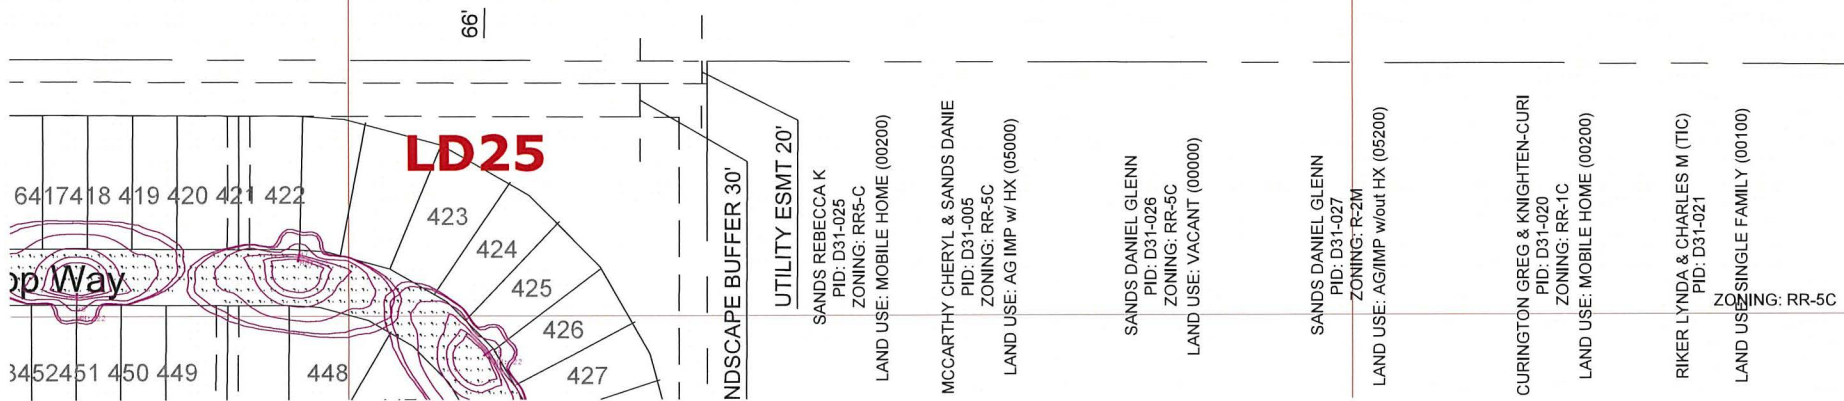 66'
LD25
417
418
419
420
421
422
423
424
425
426
427
448
449
450
451
452
Way
NDSCAPE BUFFER 30'
UTILITY ESMT 20'
SANDS REBECCA K
PID: D31-025
ZONING: RR5-C
LAND USE: MOBILE HOME (00200)
MCCARTHY CHERYL & SANDS DANIE
PID: D31-005
ZONING: RR-5C
LAND USE: AG IMP w/ HX (05000)
SANDS DANIEL GLENN
PID: D31-026
ZONING: RR-5C
LAND USE: VACANT (00000)
SANDS DANIEL GLENN
PID: D31-027
ZONING: R-2M
LAND USE: AG/IMP w/out HX (05200)
CURINGTON GREG & KNIGHTEN-CURI
PID: D31-020
ZONING: RR-1C
LAND USE: MOBILE HOME (00200)
RIKER LYNDA & CHARLES M (TIC)
PID: D31-021
ZONING: RR-5C
LAND USE: SINGLE FAMILY (00100)